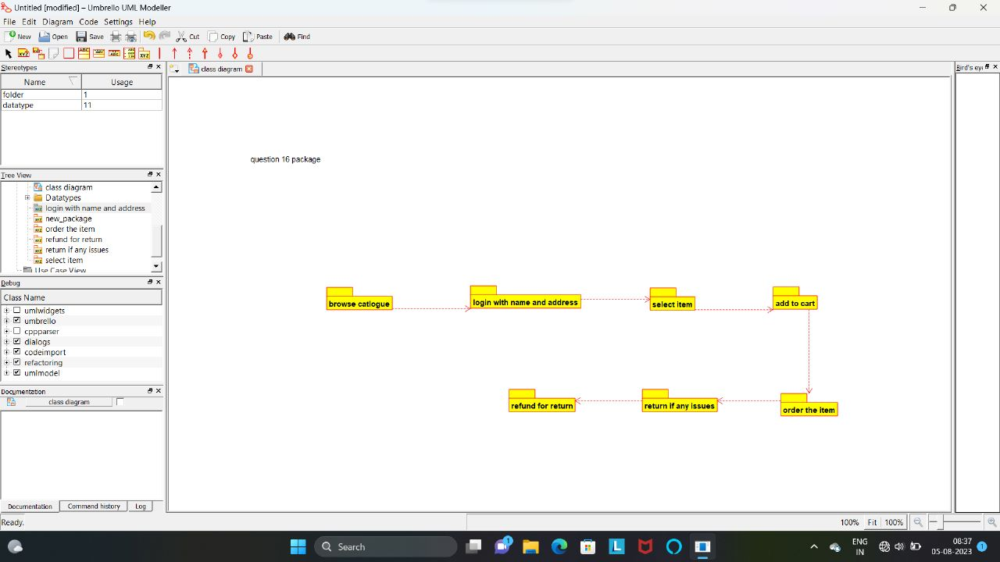 Untitled [modified] – Umbrello UML Modeller
File Edit Diagram Code Settings Help
New Open Save Cut Copy Paste Find
Stereotypes
Name Usage
folder 1
datatype 11
Tree View
class diagram
Datatypes
login with name and address
new_package
order the item
refund for return
return if any issues
select item
Use Case View
Debug
Class Name
umlwidgets
umbrello
cppparser
dialogs
codeimport
refactoring
umlmodel
Documentation
class diagram
Documentation Command history Log
Ready.
class diagram
question 16 package
browse catlogue
login with name and address
select item
add to cart
refund for return
return if any issues
order the item
Bird's ey
100% Fit 100%
Search
1
ENG
IN
08:37
05-08-2023
1